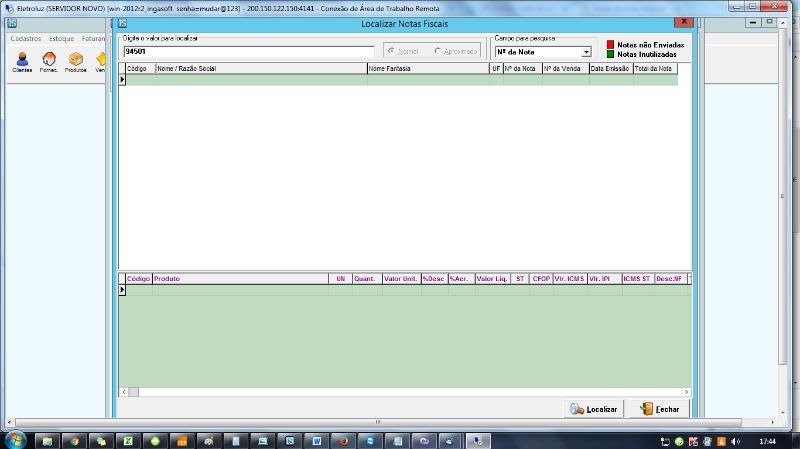 Eletroluz (SERVIDOR NOVO) [win-2012r2_ingasoft senha=mudar@123] - 200.150.122.150:4141 - Conexão de Área de Trabalho Remota
Localizar Notas Fiscais
Cadastros Estoque Faturan
Clientes Fornec. Produtos Ven
Digite o valor para localizar
94501
Normal Aproximado
Campo para pesquisa
Nº da Nota
Notas não Enviadas
Notas Inutilizadas
Código Nome / Razão Social Nome Fantasia UF Nº da Nota Nº da Venda Data Emissão Total da Nota
Código Produto UN Quant. Valor Unit. %Desc %Acr. Valor Liq. ST CFOP Vlr. ICMS Vlr. IPI ICMS ST Desc.NF
Localizar Fechar
17:44